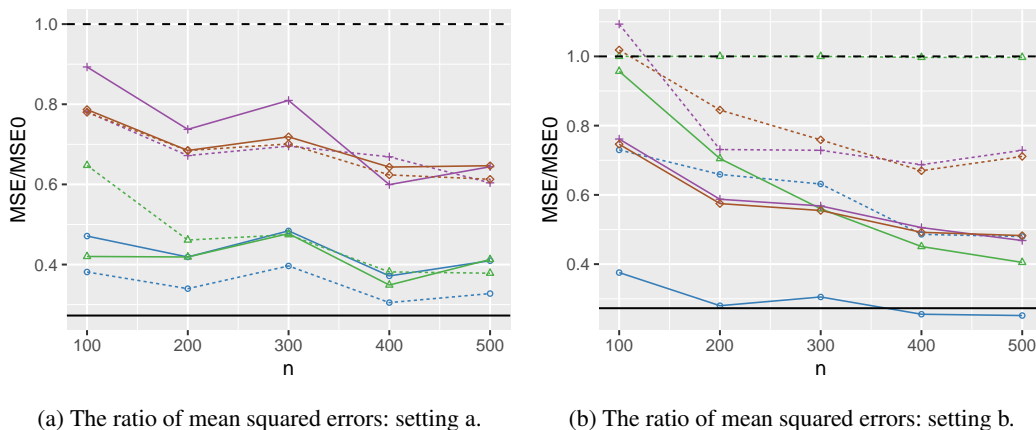 1.0
0.8
0.6
0.4
MSE/MSE0
100 200 300 400 500
n
(a) The ratio of mean squared errors: setting a.
1.0
0.8
0.6
0.4
MSE/MSE0
100 200 300 400 500
n
(b) The ratio of mean squared errors: setting b.